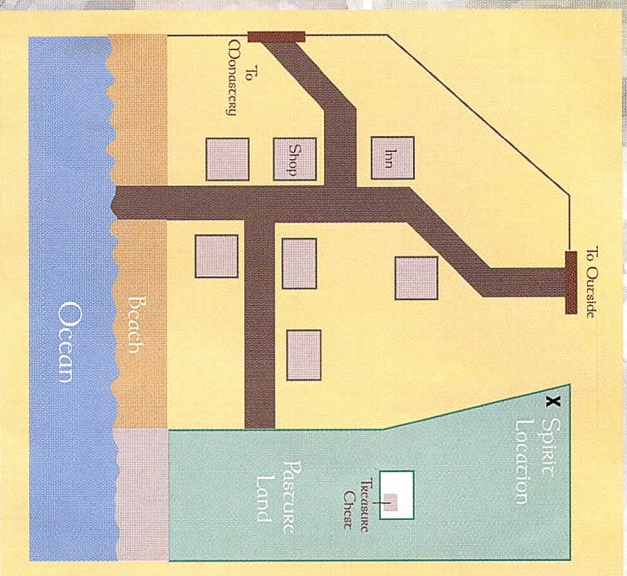 To
Monastery
Shop
Inn
To Outside
Beach
Ocean
Spirit
Location
X
Pasture
Land
Treasure
Chest